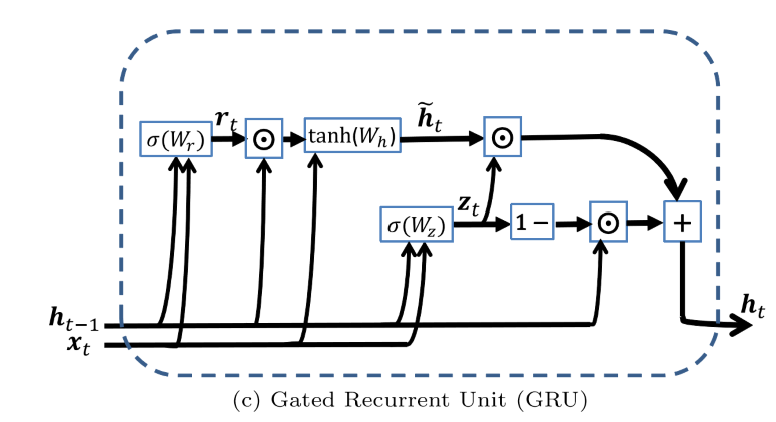 σ(W_r) r_t ⊙ tanh(W_h) h̃_t ⊙
σ(W_z) z_t 1 − ⊙ +
h_{t−1}
x_t
h_t
(c) Gated Recurrent Unit (GRU)